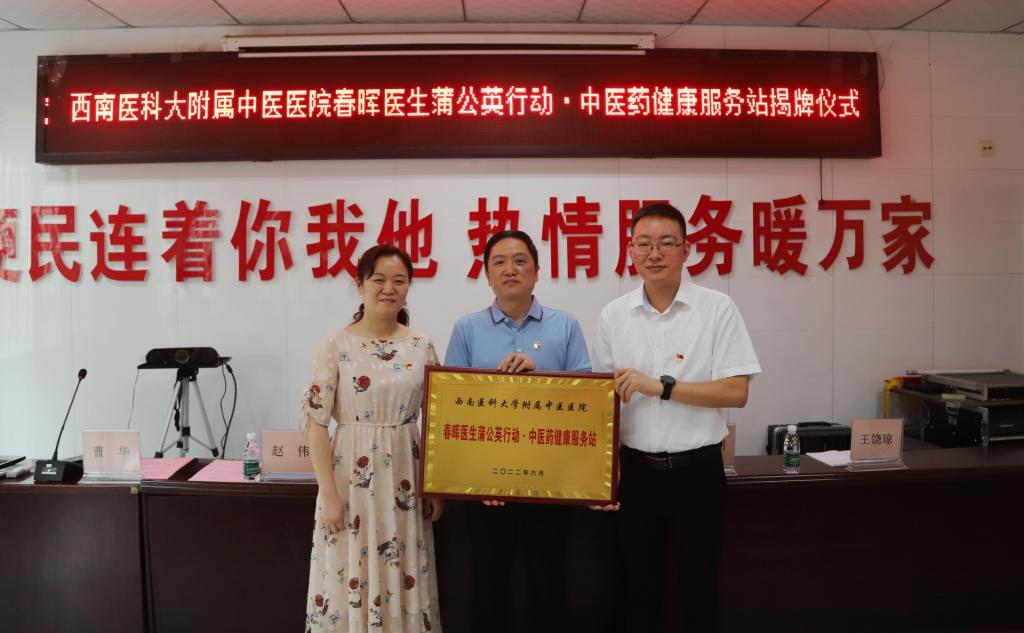 西南医科大附属中医医院春晖医生蒲公英行动·中医药健康服务站揭牌仪式
便民连着你我他 热情服务暖万家
西南医科大学附属中医医院
春晖医生蒲公英行动·中医药健康服务站
二〇二二年六月
曹华
赵伟
王饶琼